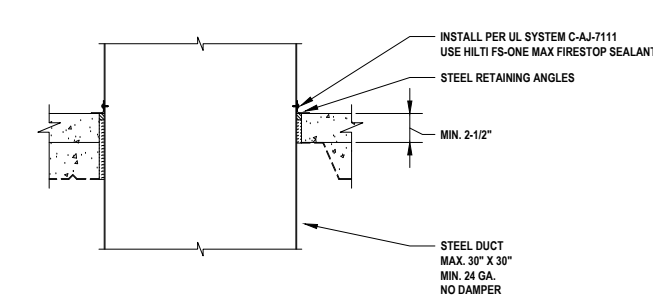 INSTALL PER UL SYSTEM C-AJ-7111
USE HILTI FS-ONE MAX FIRESTOP SEALANT
STEEL RETAINING ANGLES
MIN. 2-1/2"
STEEL DUCT
MAX. 30" X 30"
MIN. 24 GA.
NO DAMPER